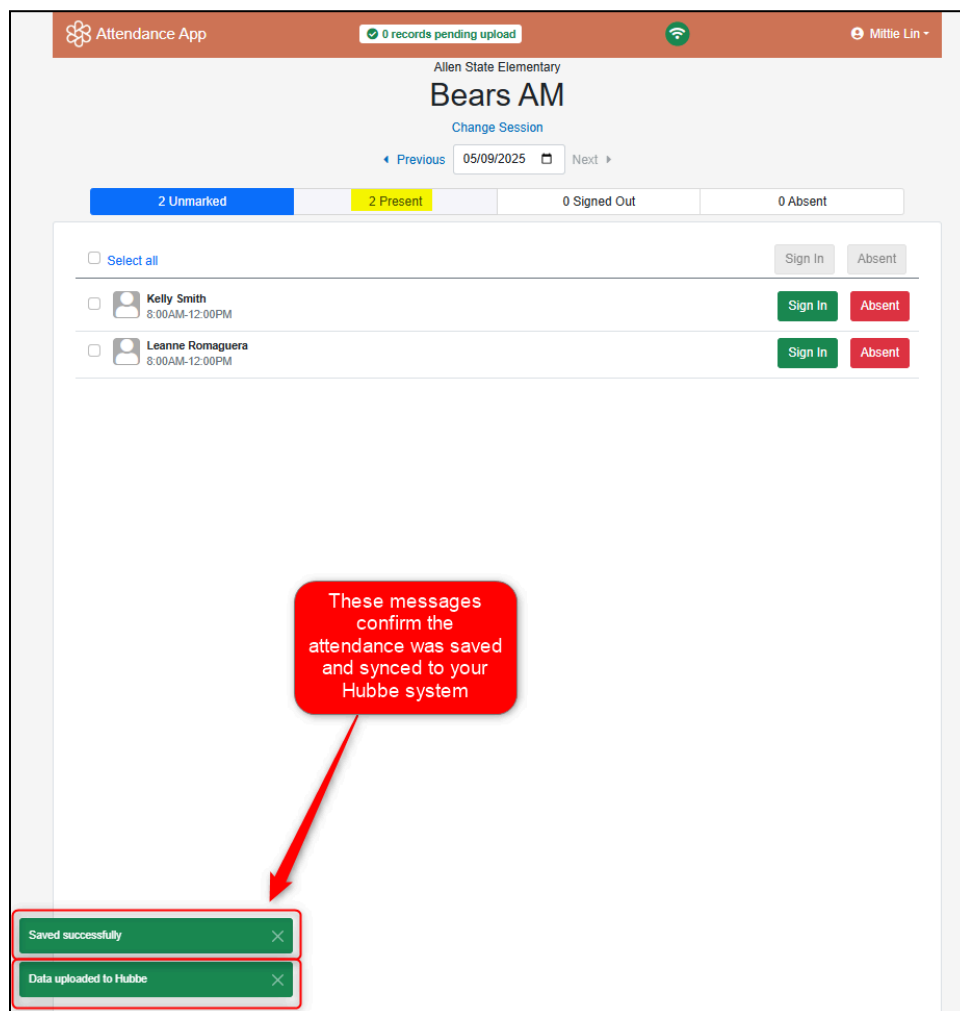 Attendance App
0 records pending upload
Mittie Lin
Allen State Elementary
Bears AM
Change Session
Previous 05/09/2025 Next
2 Unmarked 2 Present 0 Signed Out 0 Absent
Select all Sign In Absent
Kelly Smith
8:00AM-12:00PM
Sign In Absent
Leanne Romaguera
8:00AM-12:00PM
Sign In Absent
These messages
confirm the
attendance was saved
and synced to your
Hubbe system
Saved successfully
Data uploaded to Hubbe